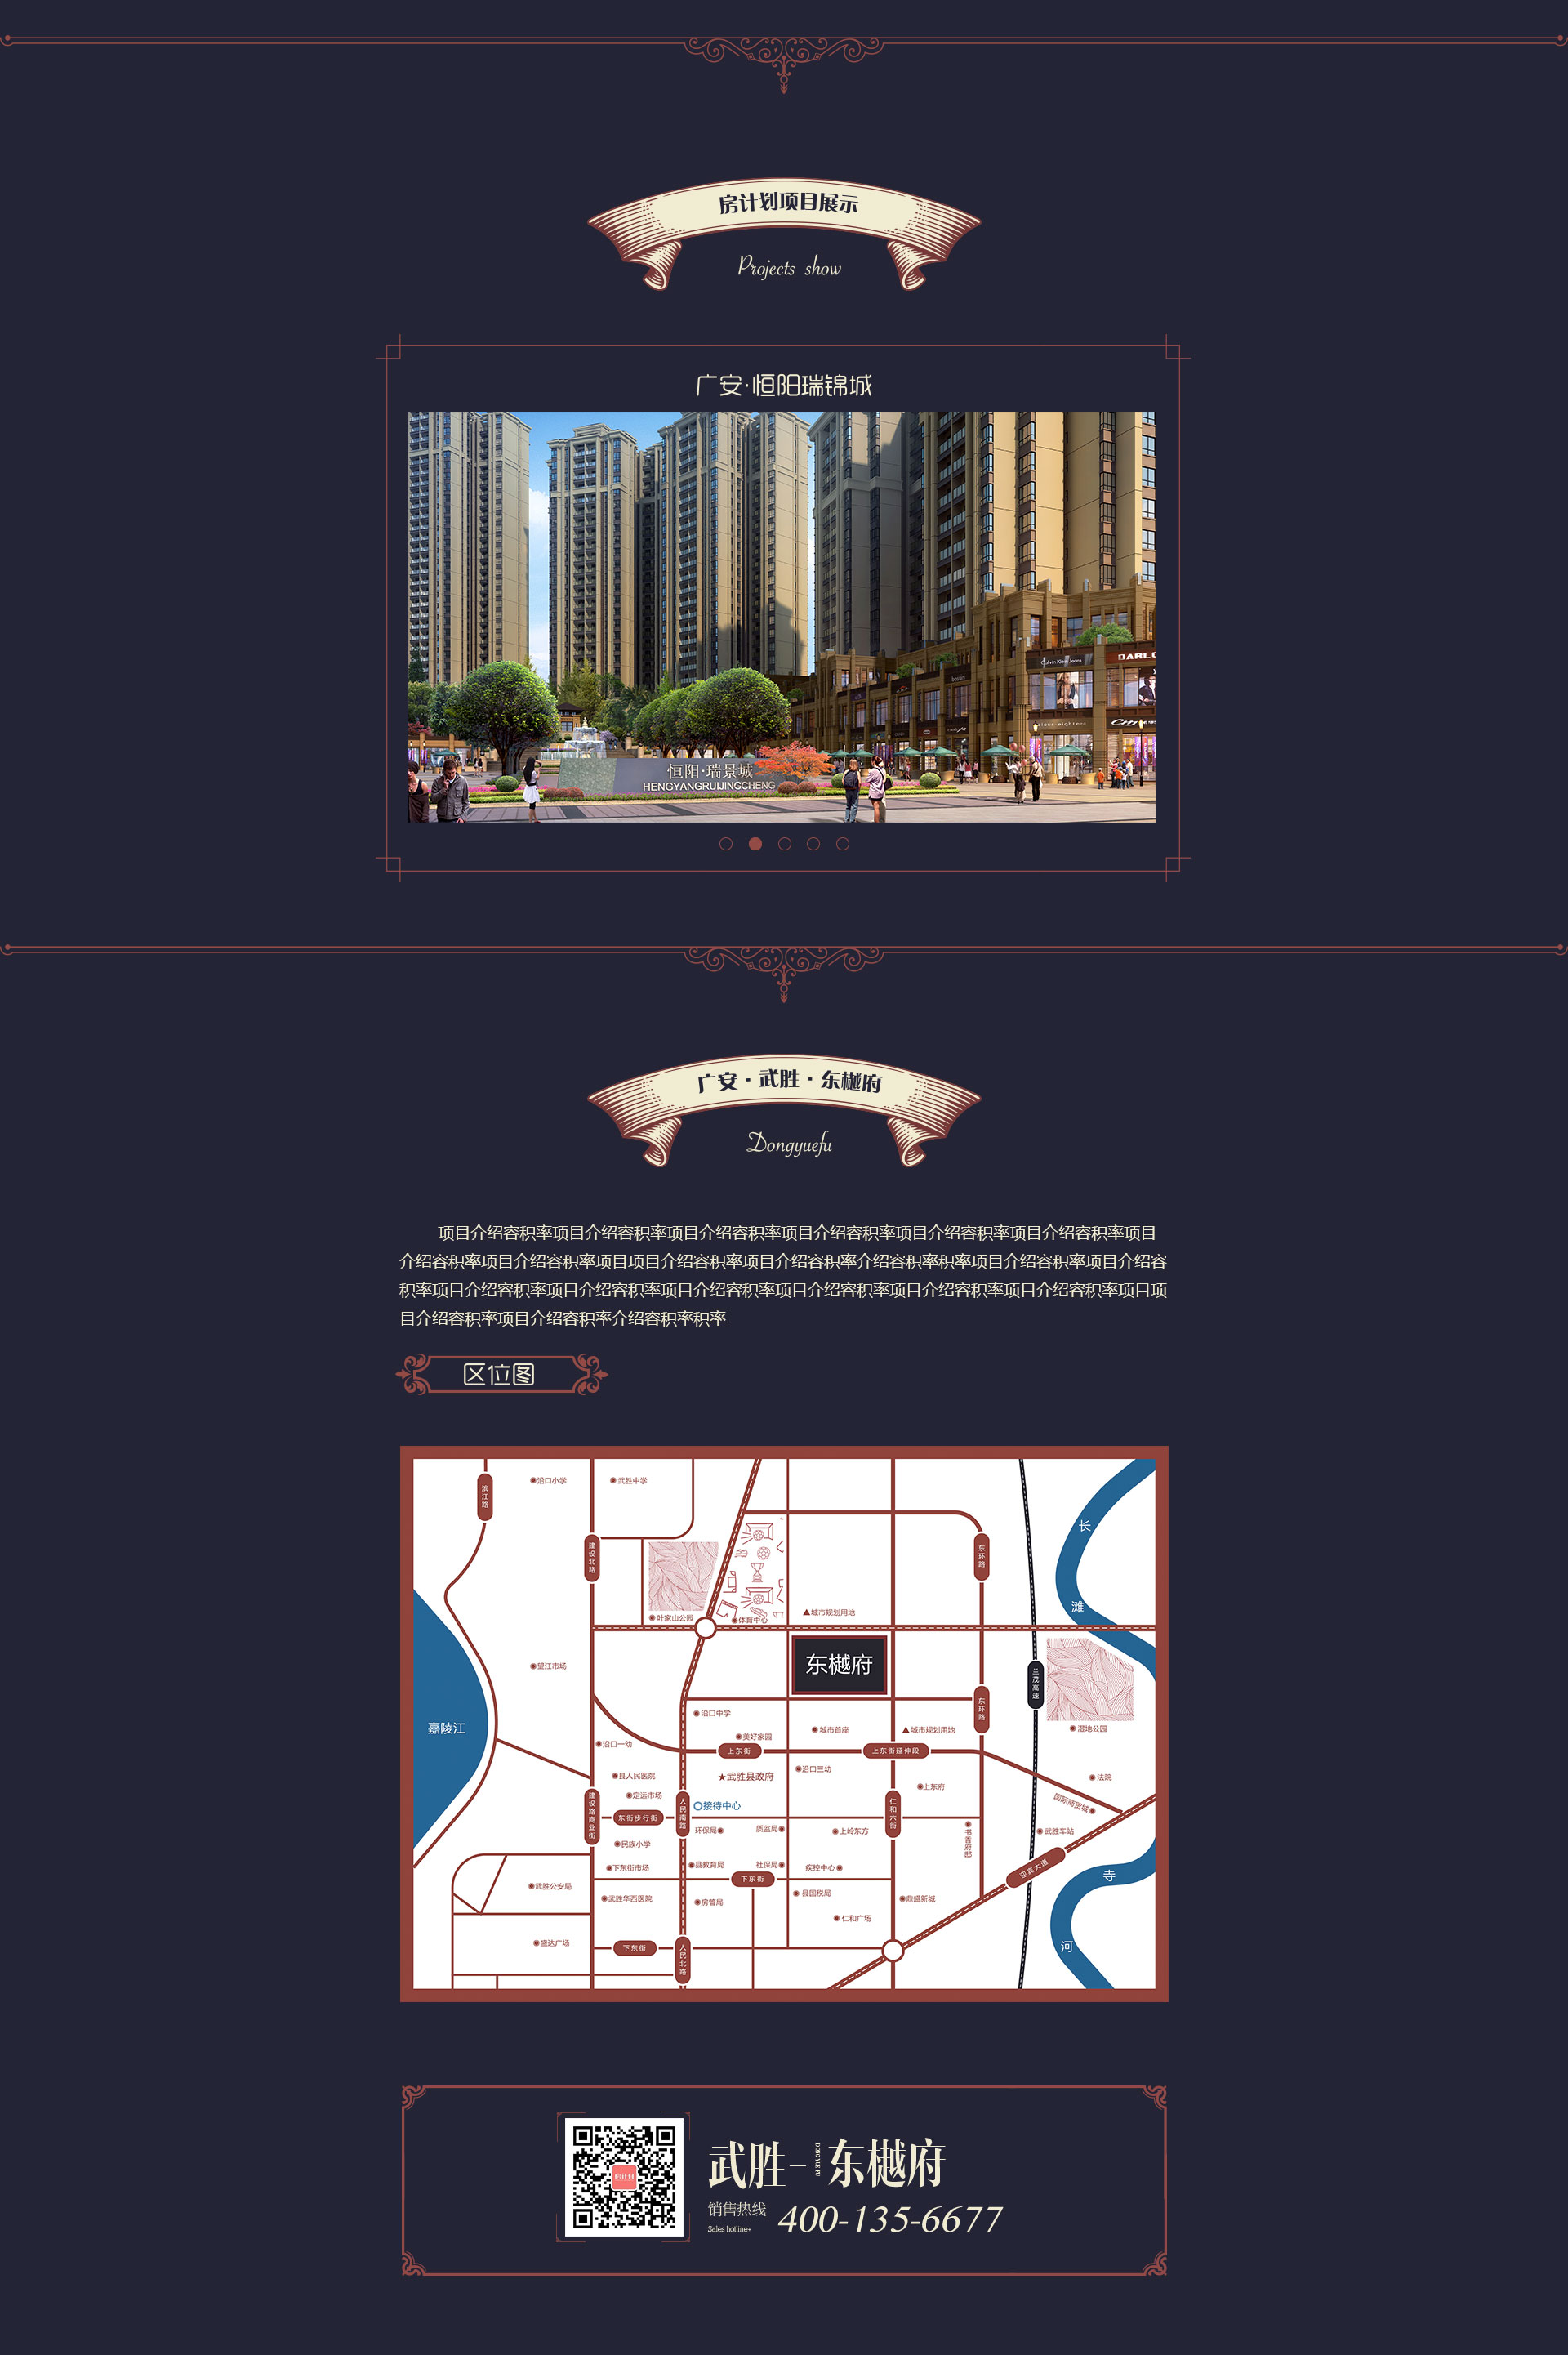 房计划项目展示
Projects show
广安·恒阳瑞锦城
Calvin Klein Jeans
恒阳·瑞景城
HENGYANGRUIJINGCHENG
广安·武胜·东樾府
Dongyuefu
项目介绍容积率项目介绍容积率项目介绍容积率项目介绍容积率项目介绍容积率项目介绍容积率项目
介绍容积率项目介绍容积率项目项目介绍容积率项目介绍容积率介绍容积率积率项目介绍容积率项目介绍容
积率项目介绍容积率项目介绍容积率项目介绍容积率项目介绍容积率项目介绍容积率项目介绍容积率项目项
目介绍容积率项目介绍容积率介绍容积率积率
区位图
滨江路
沿口小学
武胜中学
长
建设北路
东环路
滩
叶家山公园
体育中心
城市规划用地
东樾府
望江市场
兰茂高速
东环路
沿口中学
嘉陵江
美好家园
城市首座
城市规划用地
湿地公园
沿口一幼
上东街
上东街延伸段
县人民医院
武胜县政府
沿口三幼
法院
定远市场
上东府
接待中心
国际商贸城
建设路商业街
东街步行街
人民南路
仁和六街
环保局
质监局
上岭东方
书香府邸
武胜车站
民族小学
下东街市场
县教育局
社保局
疾控中心
迎宾大道
寺
武胜公安局
下东街
武胜华西医院
房管局
县国税局
鼎盛新城
仁和广场
盛达广场
下东街
人民北路
河
房计划
武胜—东樾府
DONG YUE FU
销售热线
Sales hotline+
400-135-6677